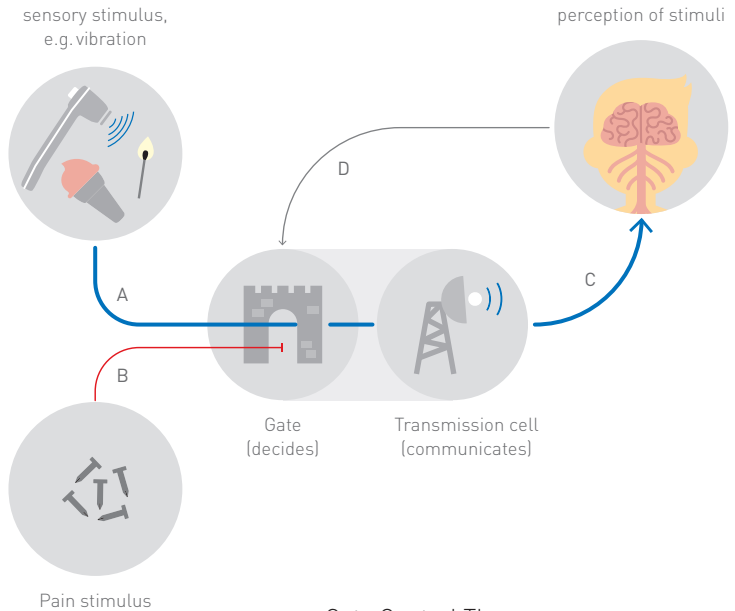 sensory stimulus,
e.g. vibration
perception of stimuli
D
A
C
B
Gate
(decides)
Transmission cell
(communicates)
Pain stimulus